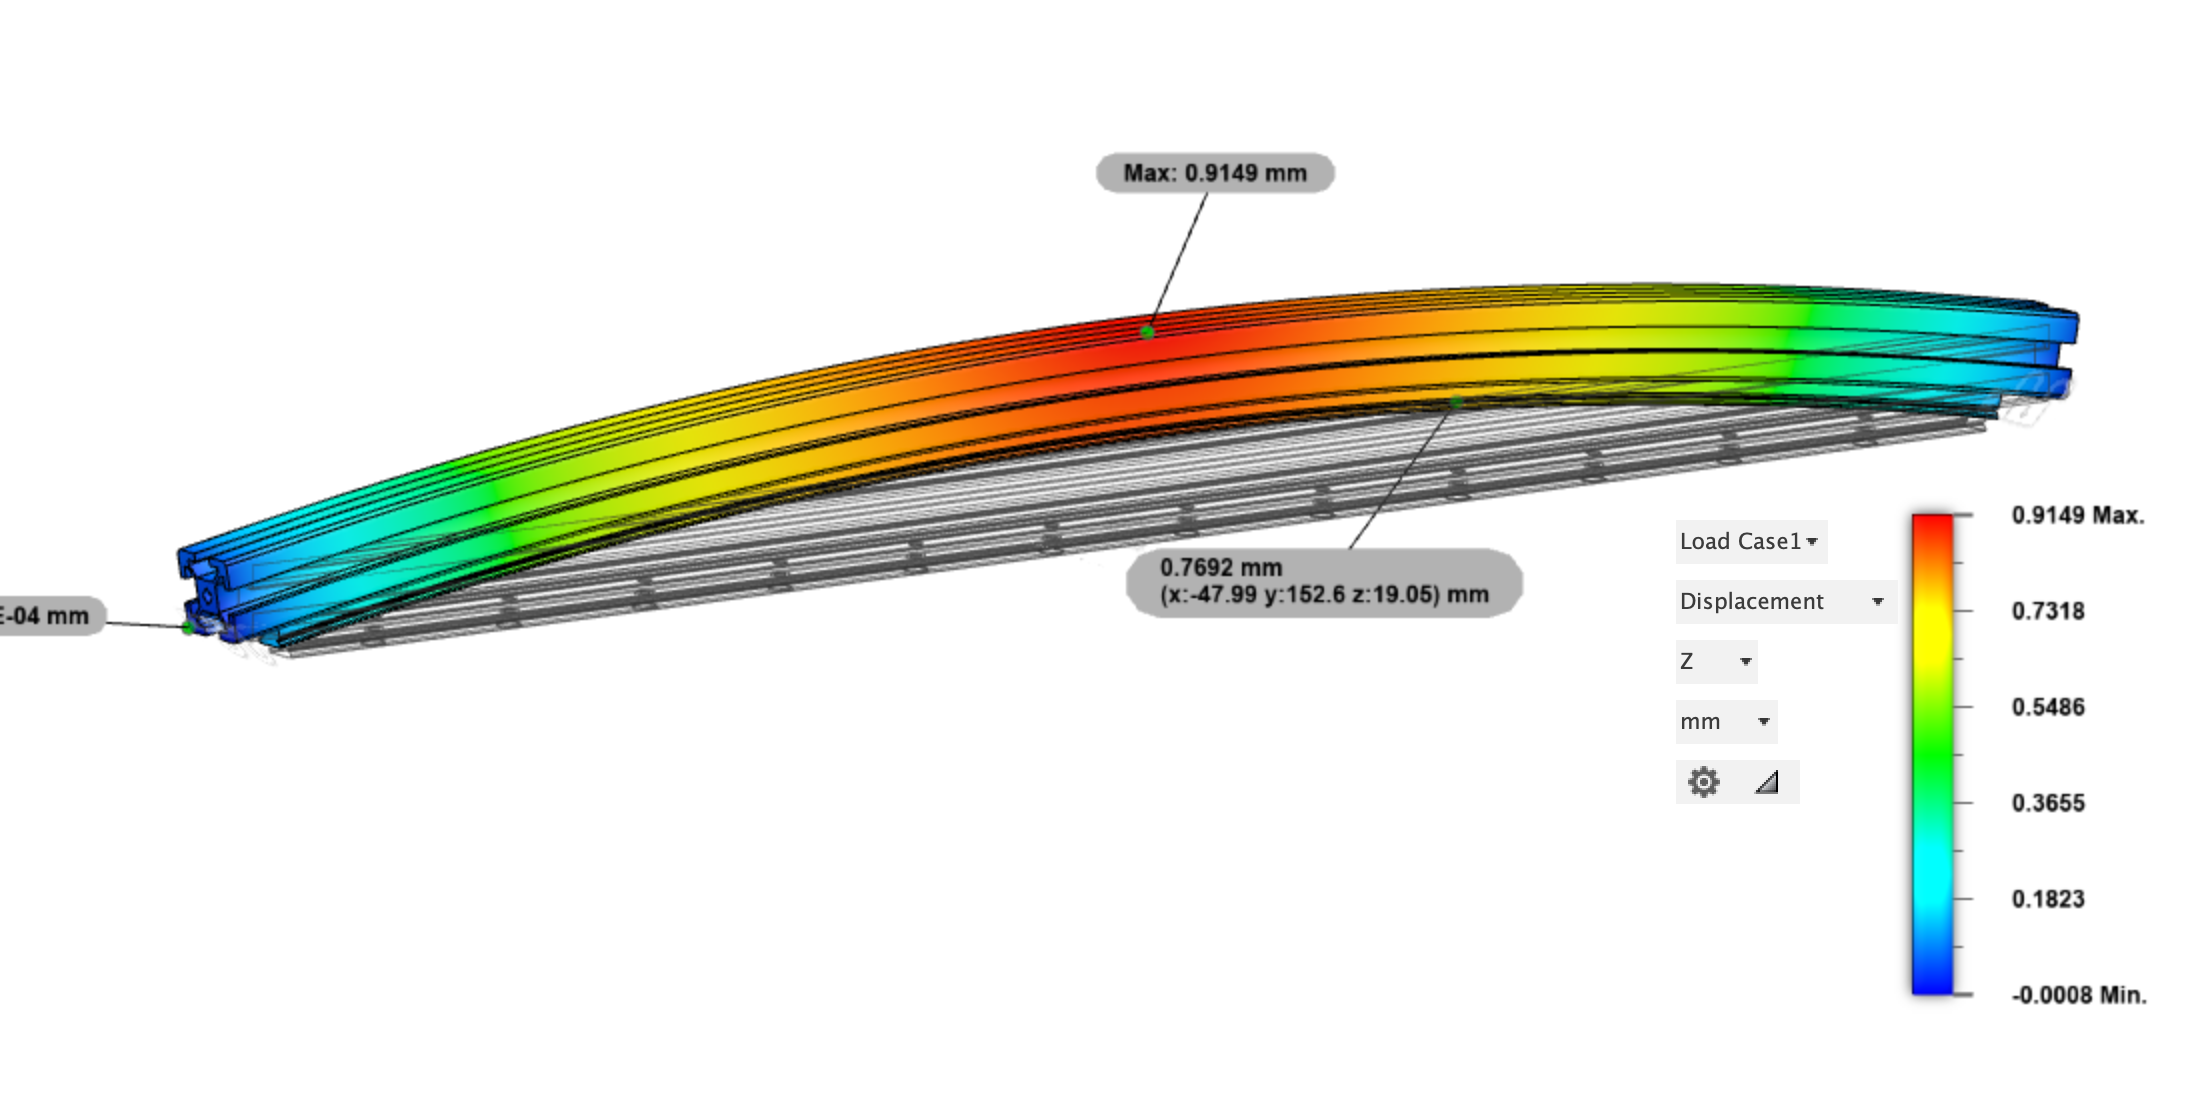 Max: 0.9149 mm
E-04 mm
0.7692 mm
(x:-47.99 y:152.6 z:19.05) mm
Load Case1
Displacement
Z
mm
0.9149 Max.
0.7318
0.5486
0.3655
0.1823
-0.0008 Min.